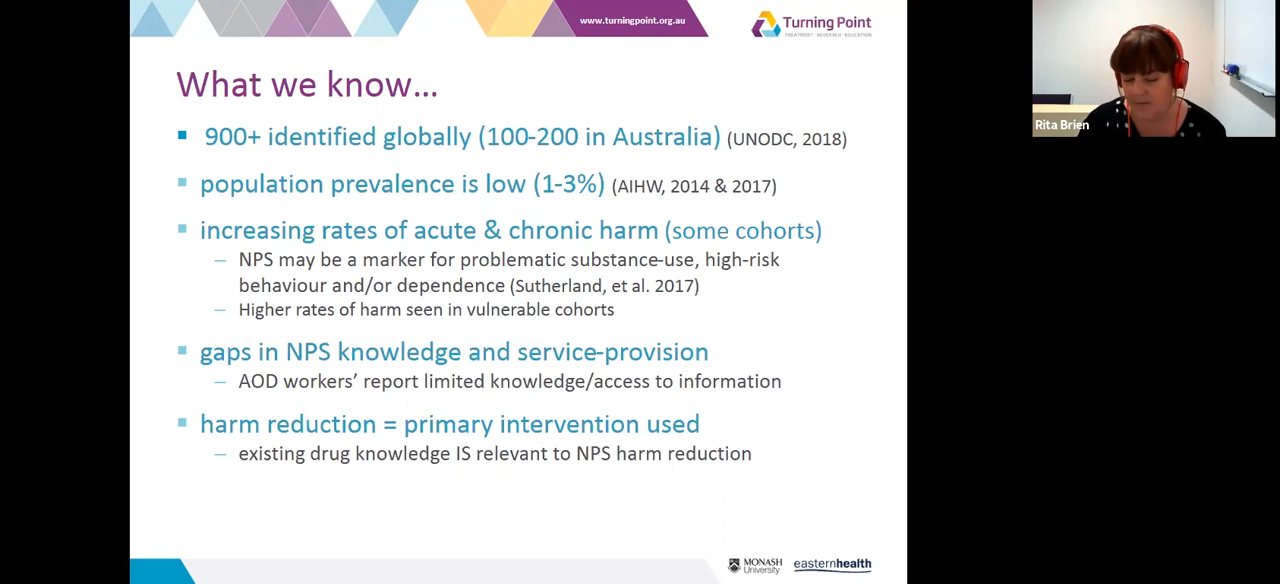 www.turningpoint.org.au
Turning Point
TREATMENT • RESEARCH • EDUCATION
Rita Brien
What we know...
▪ 900+ identified globally (100-200 in Australia) (UNODC, 2018)
▪ population prevalence is low (1-3%) (AIHW, 2014 & 2017)
▪ increasing rates of acute & chronic harm (some cohorts)
– NPS may be a marker for problematic substance-use, high-risk
behaviour and/or dependence (Sutherland, et al. 2017)
– Higher rates of harm seen in vulnerable cohorts
▪ gaps in NPS knowledge and service-provision
– AOD workers’ report limited knowledge/access to information
▪ harm reduction = primary intervention used
– existing drug knowledge IS relevant to NPS harm reduction
MONASH
University
easternhealth